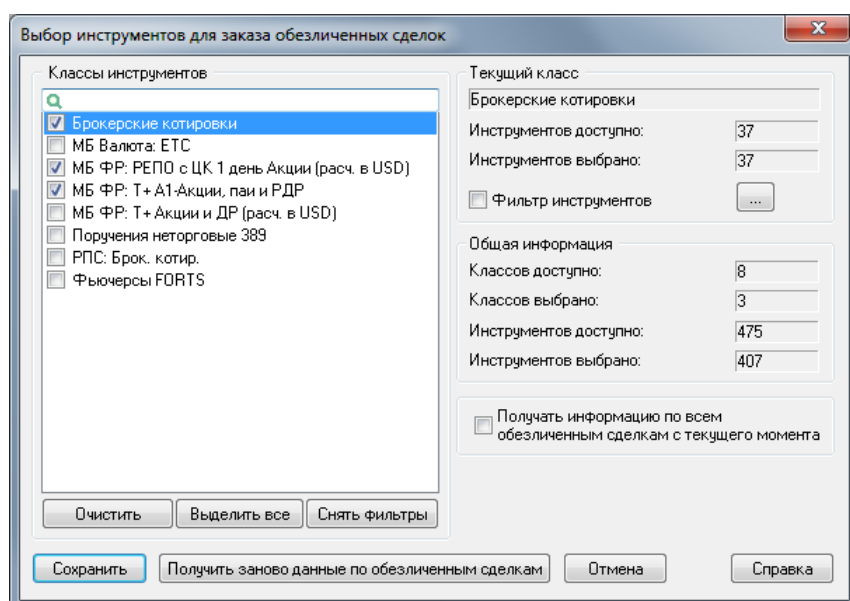 Выбор инструментов для заказа обезличенных сделок
Классы инструментов
Брокерские котировки
МБ Валюта: ETC
МБ ФР: РЕПО с ЦК 1 день Акции (расч. в USD)
МБ ФР: Т+ А1-Акции, паи и РДР
МБ ФР: Т+ Акции и ДР (расч. в USD)
Поручения неторговые 389
РПС: Брок. котир.
Фьючерсы FORTS
Очистить
Выделить все
Снять фильтры
Текущий класс
Брокерские котировки
Инструментов доступно: 37
Инструментов выбрано: 37
Фильтр инструментов ...
Общая информация
Классов доступно: 8
Классов выбрано: 3
Инструментов доступно: 475
Инструментов выбрано: 407
Получать информацию по всем
обезличенным сделкам с текущего момента
Сохранить
Получить заново данные по обезличенным сделкам
Отмена
Справка